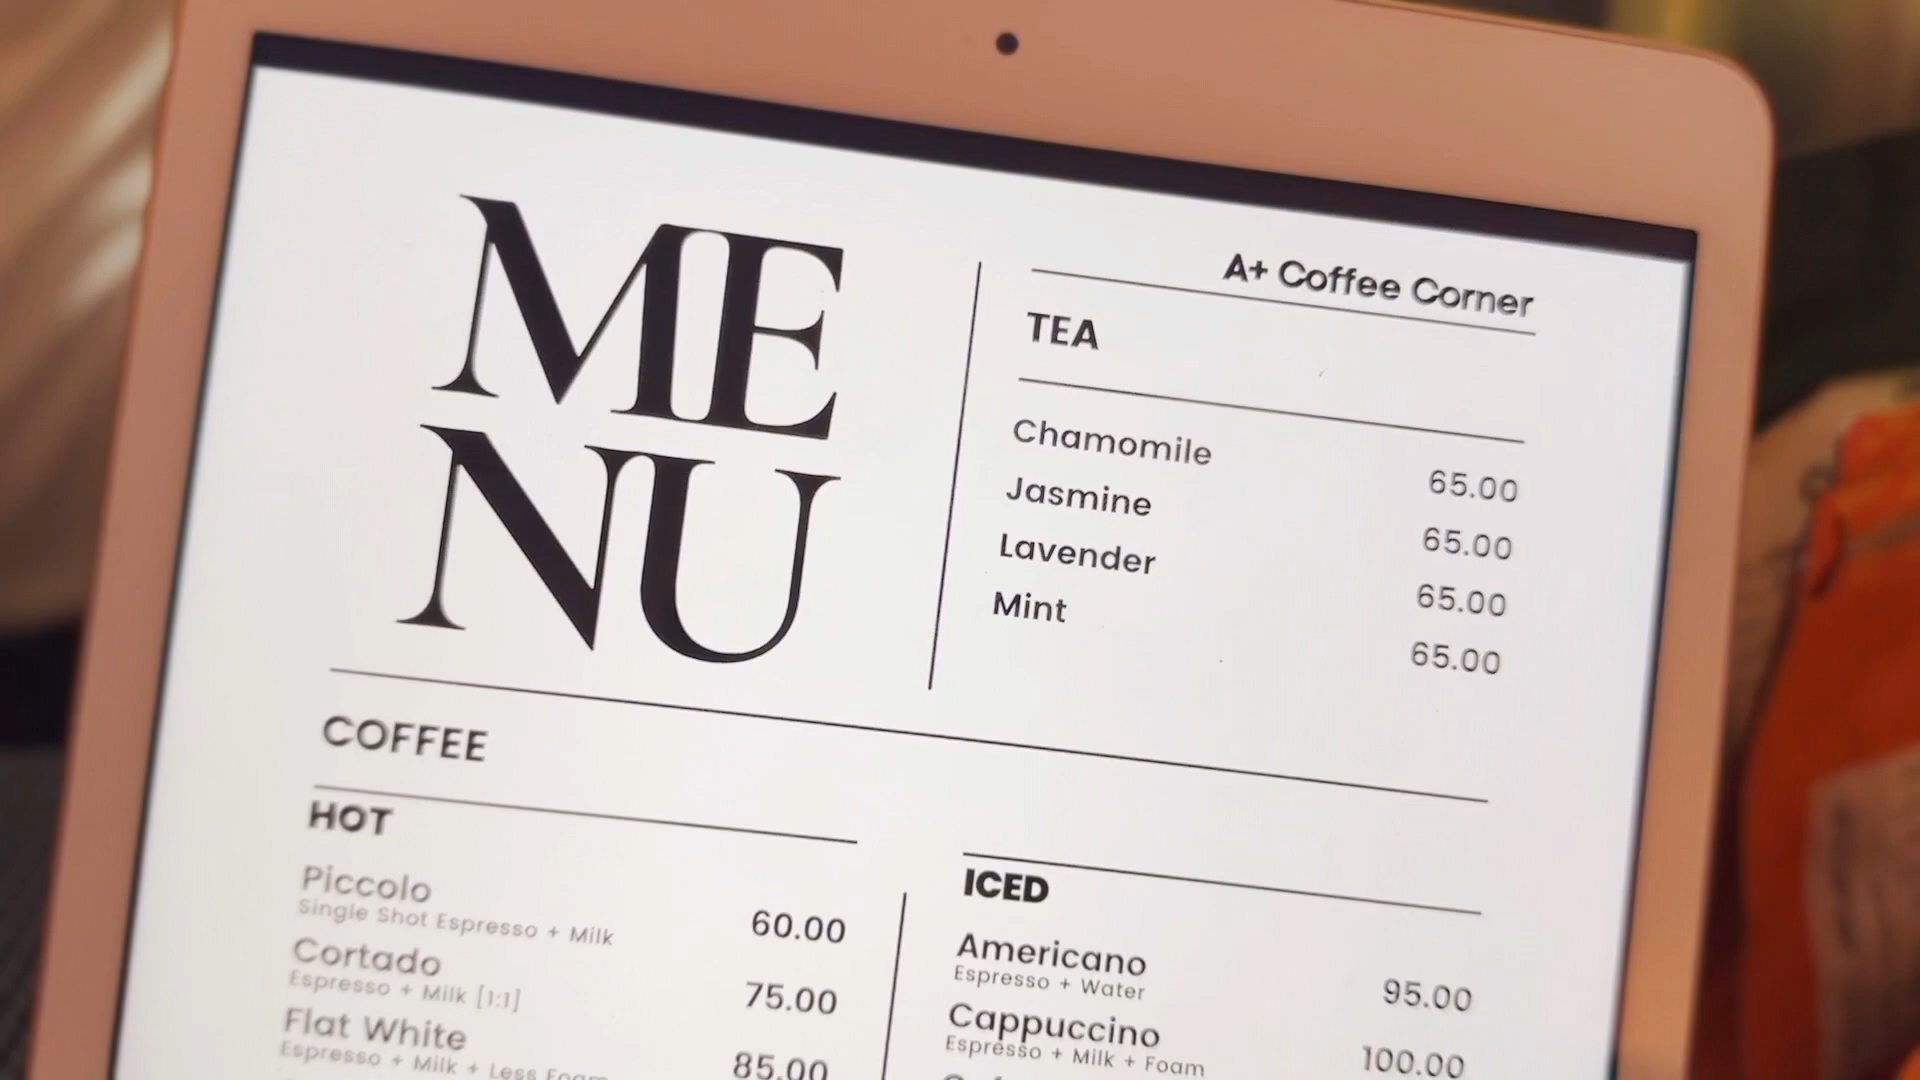 ME
NU
A+ Coffee Corner
TEA
Chamomile 65.00
Jasmine 65.00
Lavender 65.00
Mint 65.00
COFFEE
HOT
Piccolo
Single Shot Espresso + Milk 60.00
Cortado
Espresso + Milk [1:1] 75.00
Flat White
Espresso + Milk + Less Foam 85.00
ICED
Americano
Espresso + Water 95.00
Cappuccino
Espresso + Milk + Foam 100.00